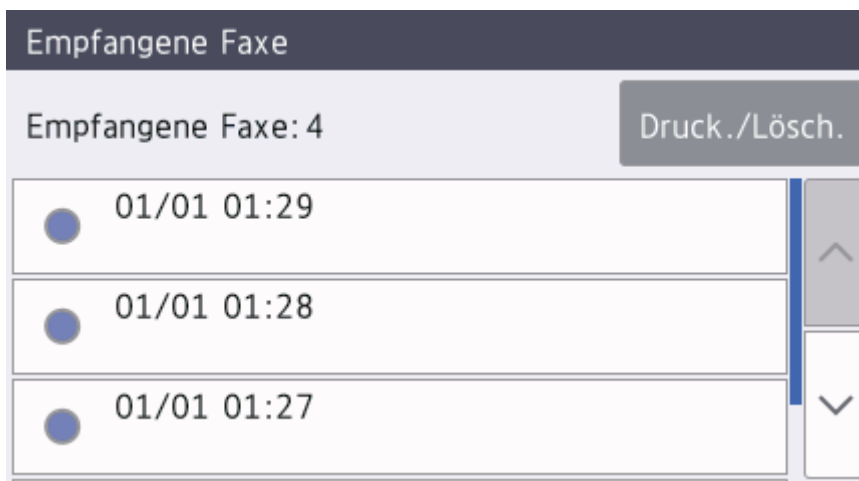 Empfangene Faxe
Empfangene Faxe: 4
Druck./Lösch.
01/01 01:29
01/01 01:28
01/01 01:27